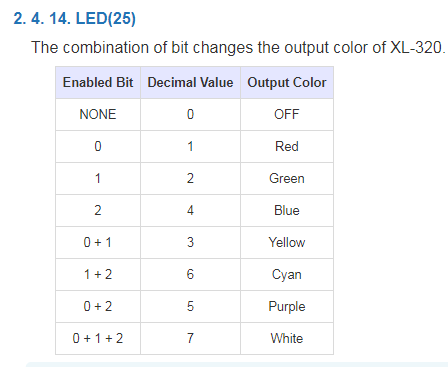 2. 4. 14. LED(25)
The combination of bit changes the output color of XL-320.
Enabled Bit Decimal Value Output Color
NONE 0 OFF
0 1 Red
1 2 Green
2 4 Blue
0 + 1 3 Yellow
1 + 2 6 Cyan
0 + 2 5 Purple
0 + 1 + 2 7 White